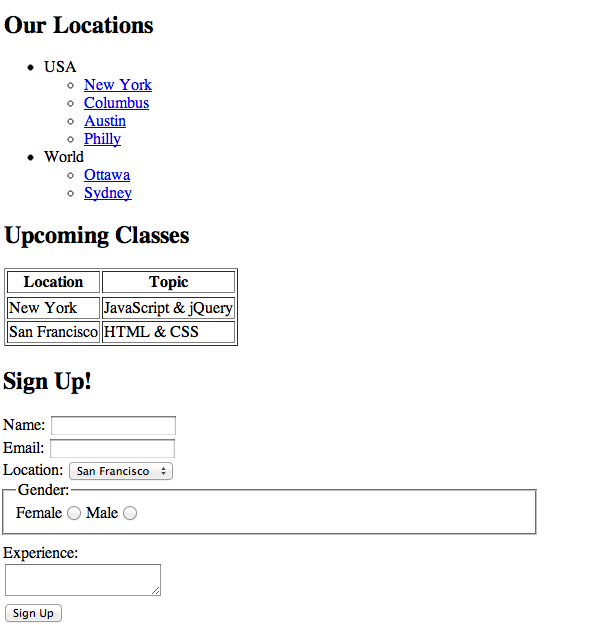 Our Locations
USA
New York
Columbus
Austin
Philly
World
Ottawa
Sydney
Upcoming Classes
Location Topic
New York JavaScript & jQuery
San Francisco HTML & CSS
Sign Up!
Name:
Email:
Location: San Francisco
Gender:
Female Male
Experience:
Sign Up